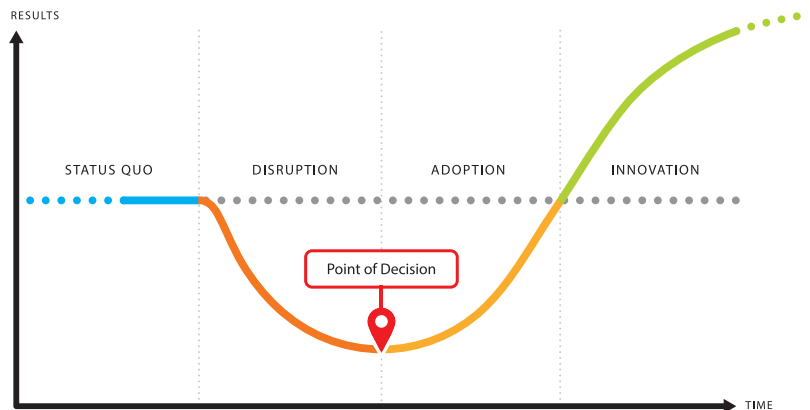 RESULTS
STATUS QUO
DISRUPTION
ADOPTION
INNOVATION
Point of Decision
TIME